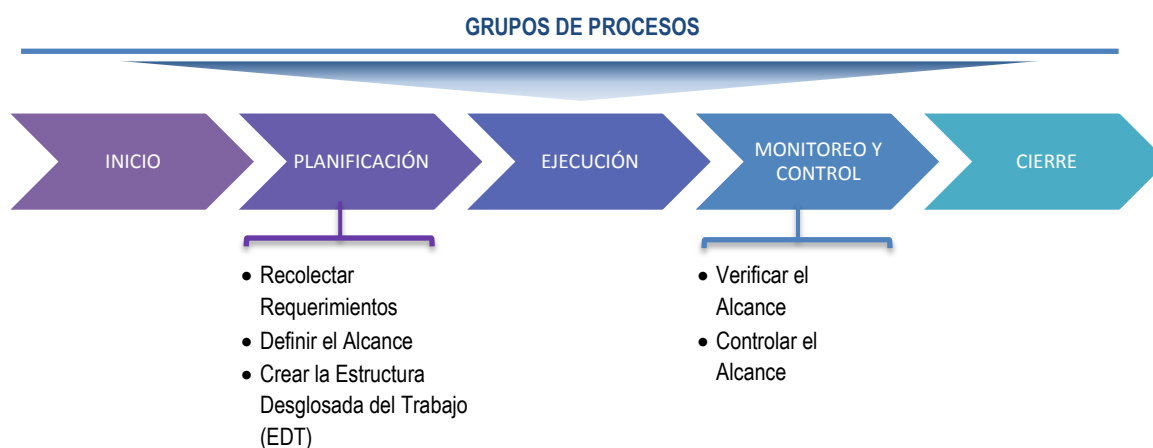 GRUPOS DE PROCESOS
INICIO
PLANIFICACIÓN
EJECUCIÓN
MONITOREO Y
CONTROL
CIERRE
• Recolectar
Requerimientos
• Definir el Alcance
• Crear la Estructura
Desglosada del Trabajo
(EDT)
• Verificar el
Alcance
• Controlar el
Alcance